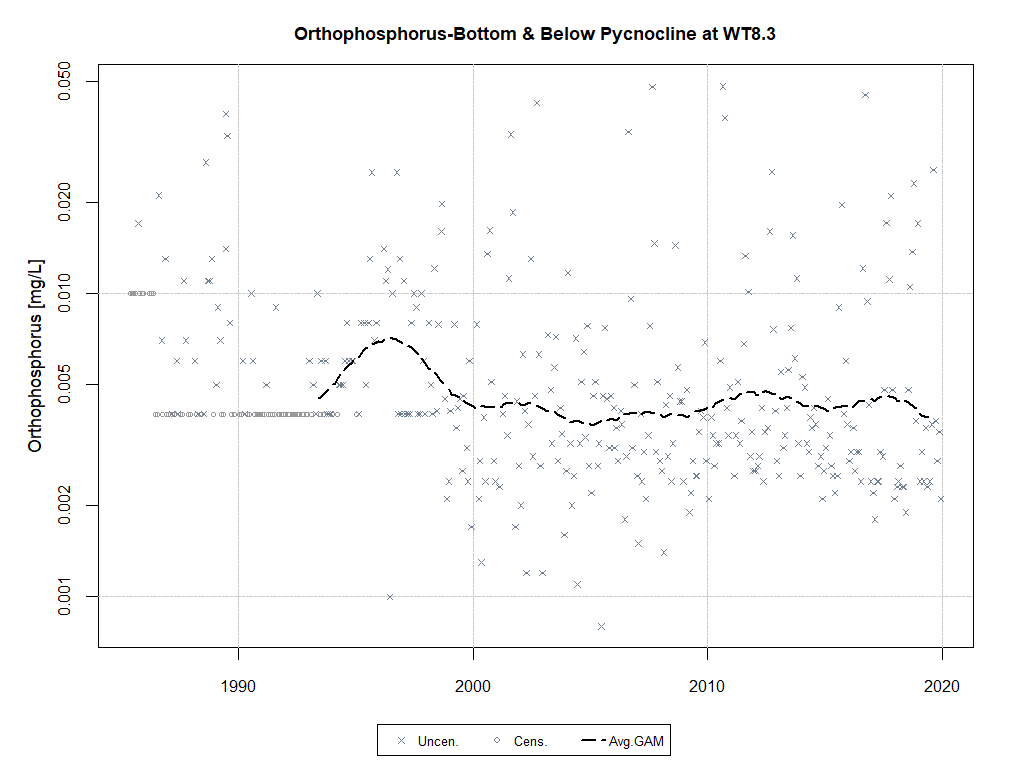 Orthophosphorus-Bottom & Below Pycnocline at WT8.3
Orthophosphorus [mg/L]
0.050
0.020
0.010
0.005
0.002
0.001
1990 2000 2010 2020
Uncen. Cens. Avg.GAM